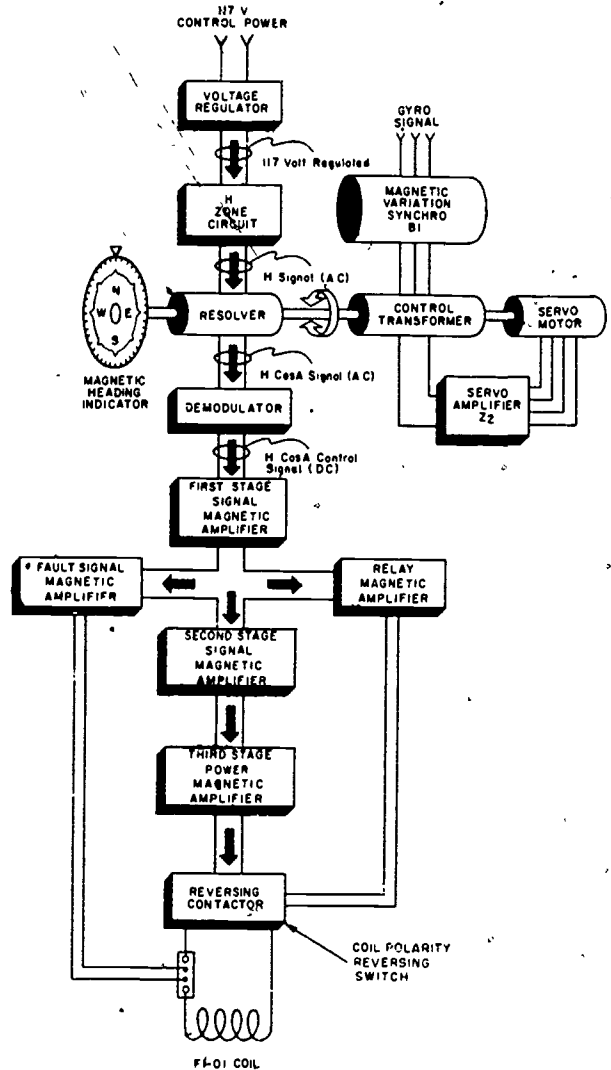 117 V
CONTROL POWER
VOLTAGE
REGULATOR
117 Volt Regulated
GYRO
SIGNAL
MAGNETIC
VARIATION
SYNCHRO
B1
H
ZONE
CIRCUIT
H Signal (AC)
N
W E
S
RESOLVER
CONTROL
TRANSFORMER
SERVO
MOTOR
MAGNETIC
HEADING
INDICATOR
H CosA Signal (AC)
SERVO
AMPLIFIER
Z2
DEMODULATOR
H CosA Control
Signal (DC)
FIRST STAGE
SIGNAL
MAGNETIC
AMPLIFIER
FAULT SIGNAL
MAGNETIC
AMPLIFIER
RELAY
MAGNETIC
AMPLIFIER
SECOND STAGE
SIGNAL
MAGNETIC
AMPLIFIER
THIRD STAGE
POWER
MAGNETIC
AMPLIFIER
REVERSING
CONTACTOR
COIL POLARITY
REVERSING
SWITCH
COIL